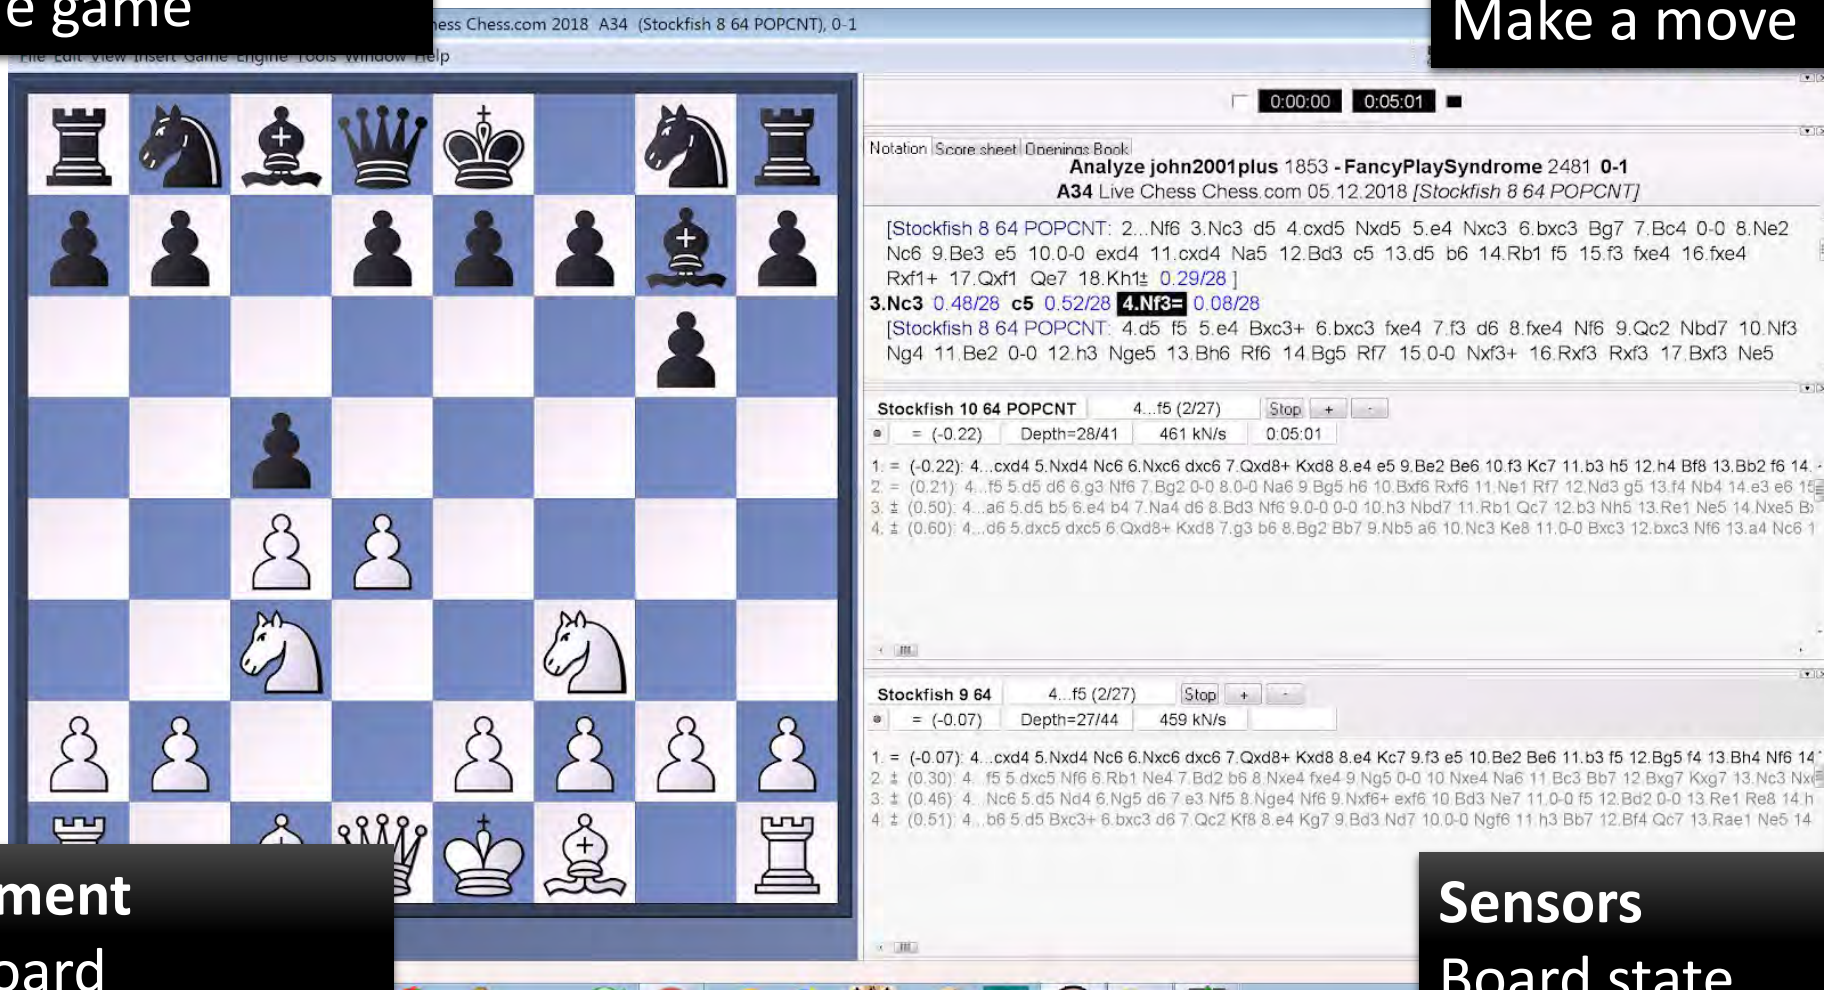 e game
ess Chess.com 2018 A34 (Stockfish 8 64 POPCNT), 0-1
Make a move
File Edit View Insert Game Engine Tools Window Help
0:00:00 0:05:01
Notation Score sheet Openings Book
Analyze john2001plus 1853 - FancyPlaySyndrome 2481 0-1
A34 Live Chess Chess.com 05.12.2018 [Stockfish 8 64 POPCNT]
[Stockfish 8 64 POPCNT: 2...Nf6 3.Nc3 d5 4.cxd5 Nxd5 5.e4 Nxc3 6.bxc3 Bg7 7.Bc4 0-0 8.Ne2
Nc6 9.Be3 e5 10.0-0 exd4 11.cxd4 Na5 12.Bd3 c5 13.d5 b6 14.Rb1 f5 15.f3 fxe4 16.fxe4
Rxf1+ 17.Qxf1 Qe7 18.Kh1± 0.29/28 ]
3.Nc3 0.48/28 c5 0.52/28 4.Nf3= 0.08/28
[Stockfish 8 64 POPCNT: 4.d5 f5 5.e4 Bxc3+ 6.bxc3 fxe4 7.f3 d6 8.fxe4 Nf6 9.Qc2 Nbd7 10.Nf3
Ng4 11.Be2 0-0 12.h3 Nge5 13.Bh6 Rf6 14.Bg5 Rf7 15.0-0 Nxf3+ 16.Rxf3 Rxf3 17.Bxf3 Ne5
Stockfish 10 64 POPCNT 4...f5 (2/27) Stop + -
= (-0.22) Depth=28/41 461 kN/s 0:05:01
1. = (-0.22): 4...cxd4 5.Nxd4 Nc6 6.Nxc6 dxc6 7.Qxd8+ Kxd8 8.e4 e5 9.Be2 Be6 10.f3 Kc7 11.b3 h5 12.h4 Bf8 13.Bb2 f6 14.
2. = (0.21): 4...f5 5.d5 d6 6.g3 Nf6 7.Bg2 0-0 8.0-0 Na6 9.Bg5 h6 10.Bxf6 Rxf6 11.Ne1 Rf7 12.Nd3 g5 13.f4 Nb4 14.e3 e6 15
3. ± (0.50): 4...a6 5.d5 b5 6.e4 b4 7.Na4 d6 8.Bd3 Nf6 9.0-0 0-0 10.h3 Nbd7 11.Rb1 Qc7 12.b3 Nh5 13.Re1 Ne5 14.Nxe5 B
4. ± (0.60): 4...d6 5.dxc5 dxc5 6.Qxd8+ Kxd8 7.g3 b6 8.Bg2 Bb7 9.Nb5 a6 10.Nc3 Ke8 11.0-0 Bxc3 12.bxc3 Nf6 13.a4 Nc6 1
Stockfish 9 64 4...f5 (2/27) Stop + -
= (-0.07) Depth=27/44 459 kN/s
1. = (-0.07): 4...cxd4 5.Nxd4 Nc6 6.Nxc6 dxc6 7.Qxd8+ Kxd8 8.e4 Kc7 9.f3 e5 10.Be2 Be6 11.b3 f5 12.Bg5 f4 13.Bh4 Nf6 14
2. ± (0.30): 4...f5 5.dxc5 Nf6 6.Rb1 Ne4 7.Bd2 b6 8.Nxe4 fxe4 9.Ng5 0-0 10.Nxe4 Na6 11.Bc3 Bb7 12.Bxg7 Kxg7 13.Nc3 Nx
3. ± (0.46): 4...Nc6 5.d5 Nd4 6.Ng5 d6 7.e3 Nf5 8.Nge4 Nf6 9.Nxf6+ exf6 10.Bd3 Ne7 11.0-0 f5 12.Bd2 0-0 13.Re1 Re8 14.h
4. ± (0.51): 4...b6 5.d5 Bxc3+ 6.bxc3 d6 7.Qc2 Kf8 8.e4 Kg7 9.Bd3 Nd7 10.0-0 Ngf6 11.h3 Bb7 12.Bf4 Qc7 13.Rae1 Ne5 14
ment
oard
Sensors
Board state